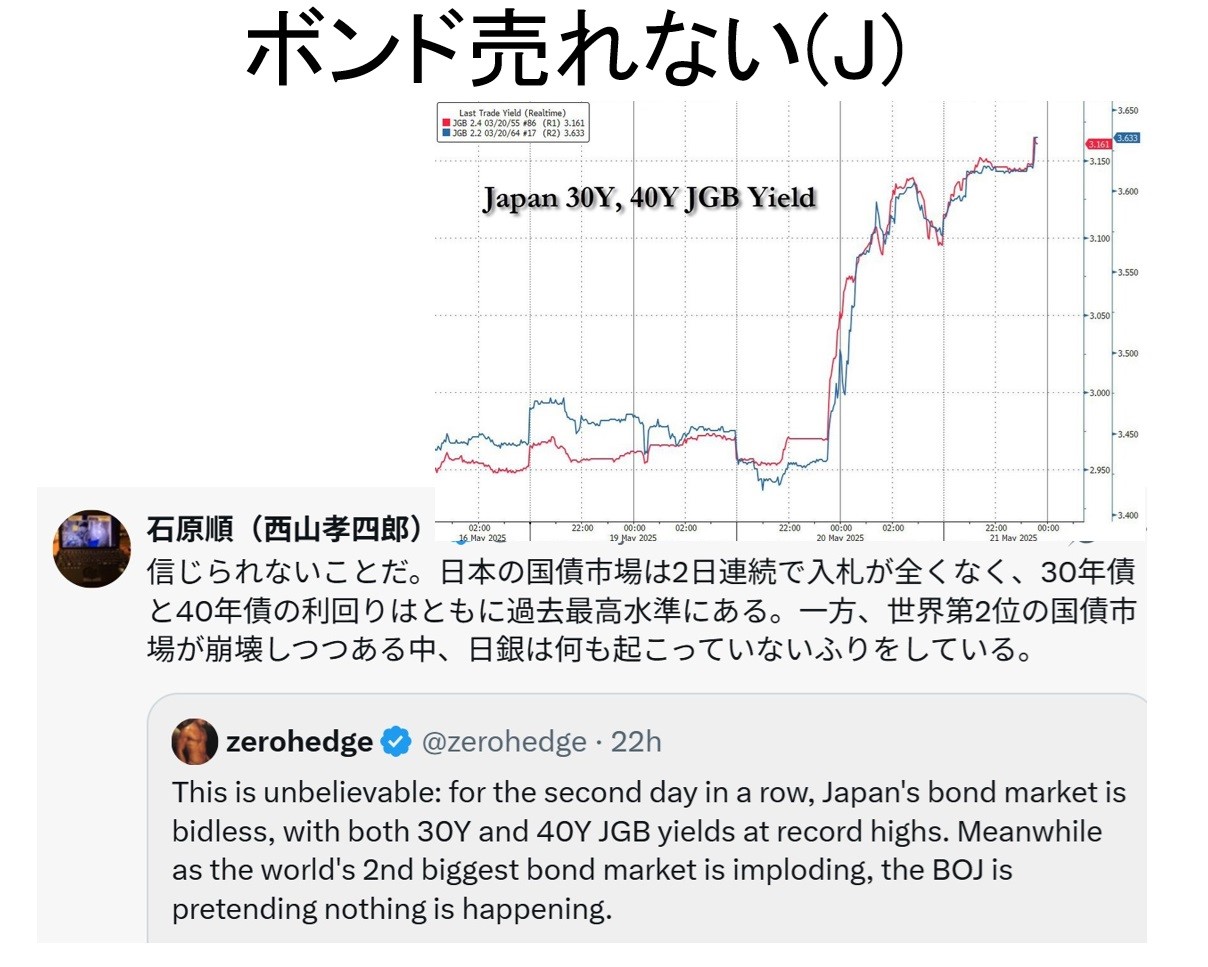 ボンド売れない(J)
Last Trade Yield (Realtime)
JGB 2.4 03/20/55 #86 (R1) 3.161
JGB 2.2 03/20/64 #17 (R2) 3.633
Japan 30Y, 40Y JGB Yield
3.650
3.633
3.161
3.150
3.600
3.100
3.550
3.050
3.500
3.000
3.450
2.950
3.400
02:00 22:00 00:00 02:00 22:00 00:00 02:00 22:00 00:00
16 May 2025 19 May 2025 20 May 2025 21 May 2025
石原順（西山孝四郎）
信じられないことだ。日本の国債市場は2日連続で入札が全くなく、30年債
と40年債の利回りはともに過去最高水準にある。一方、世界第2位の国債市
場が崩壊しつつある中、日銀は何も起こっていないふりをしている。
zerohedge @zerohedge · 22h
This is unbelievable: for the second day in a row, Japan's bond market is
bidless, with both 30Y and 40Y JGB yields at record highs. Meanwhile
as the world's 2nd biggest bond market is imploding, the BOJ is
pretending nothing is happening.